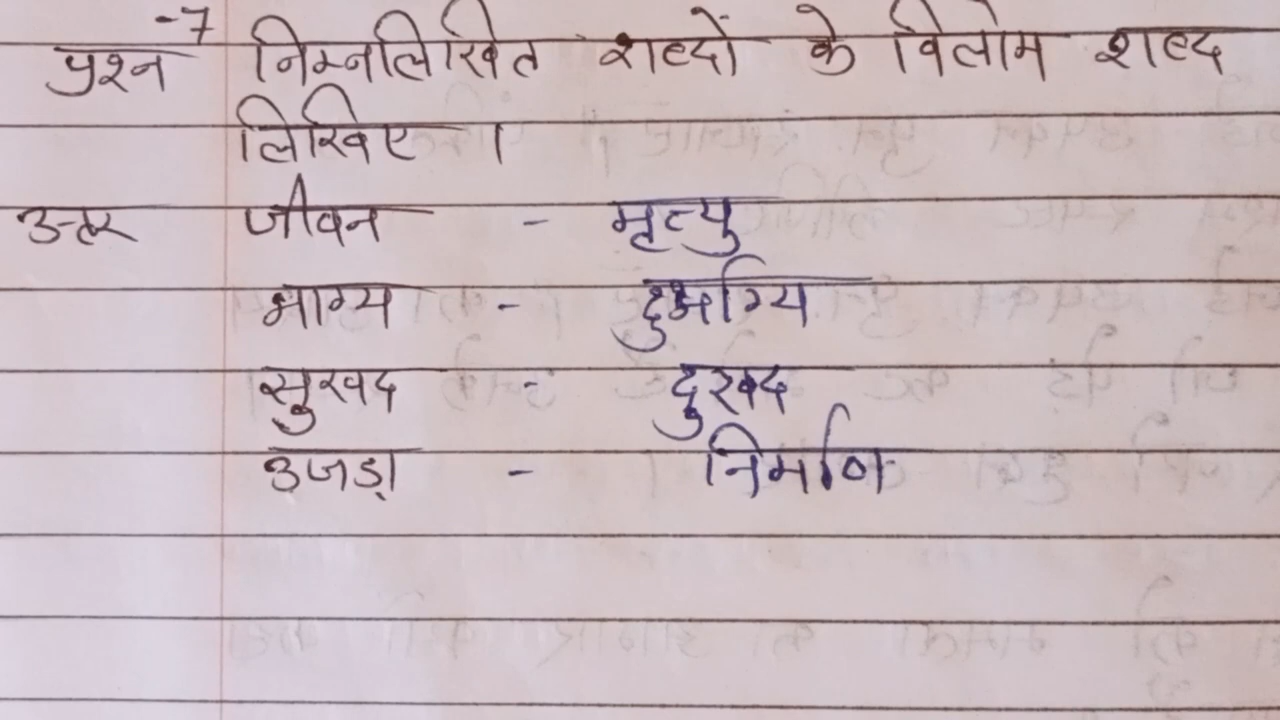 प्रश्न -7 निम्नलिखित शब्दों के विलोम शब्द
लिखिए ।
उत्तर जीवन - मृत्यु
भाग्य - दुर्भाग्य
सुखद - दुखद
उजड़ा - निर्माण